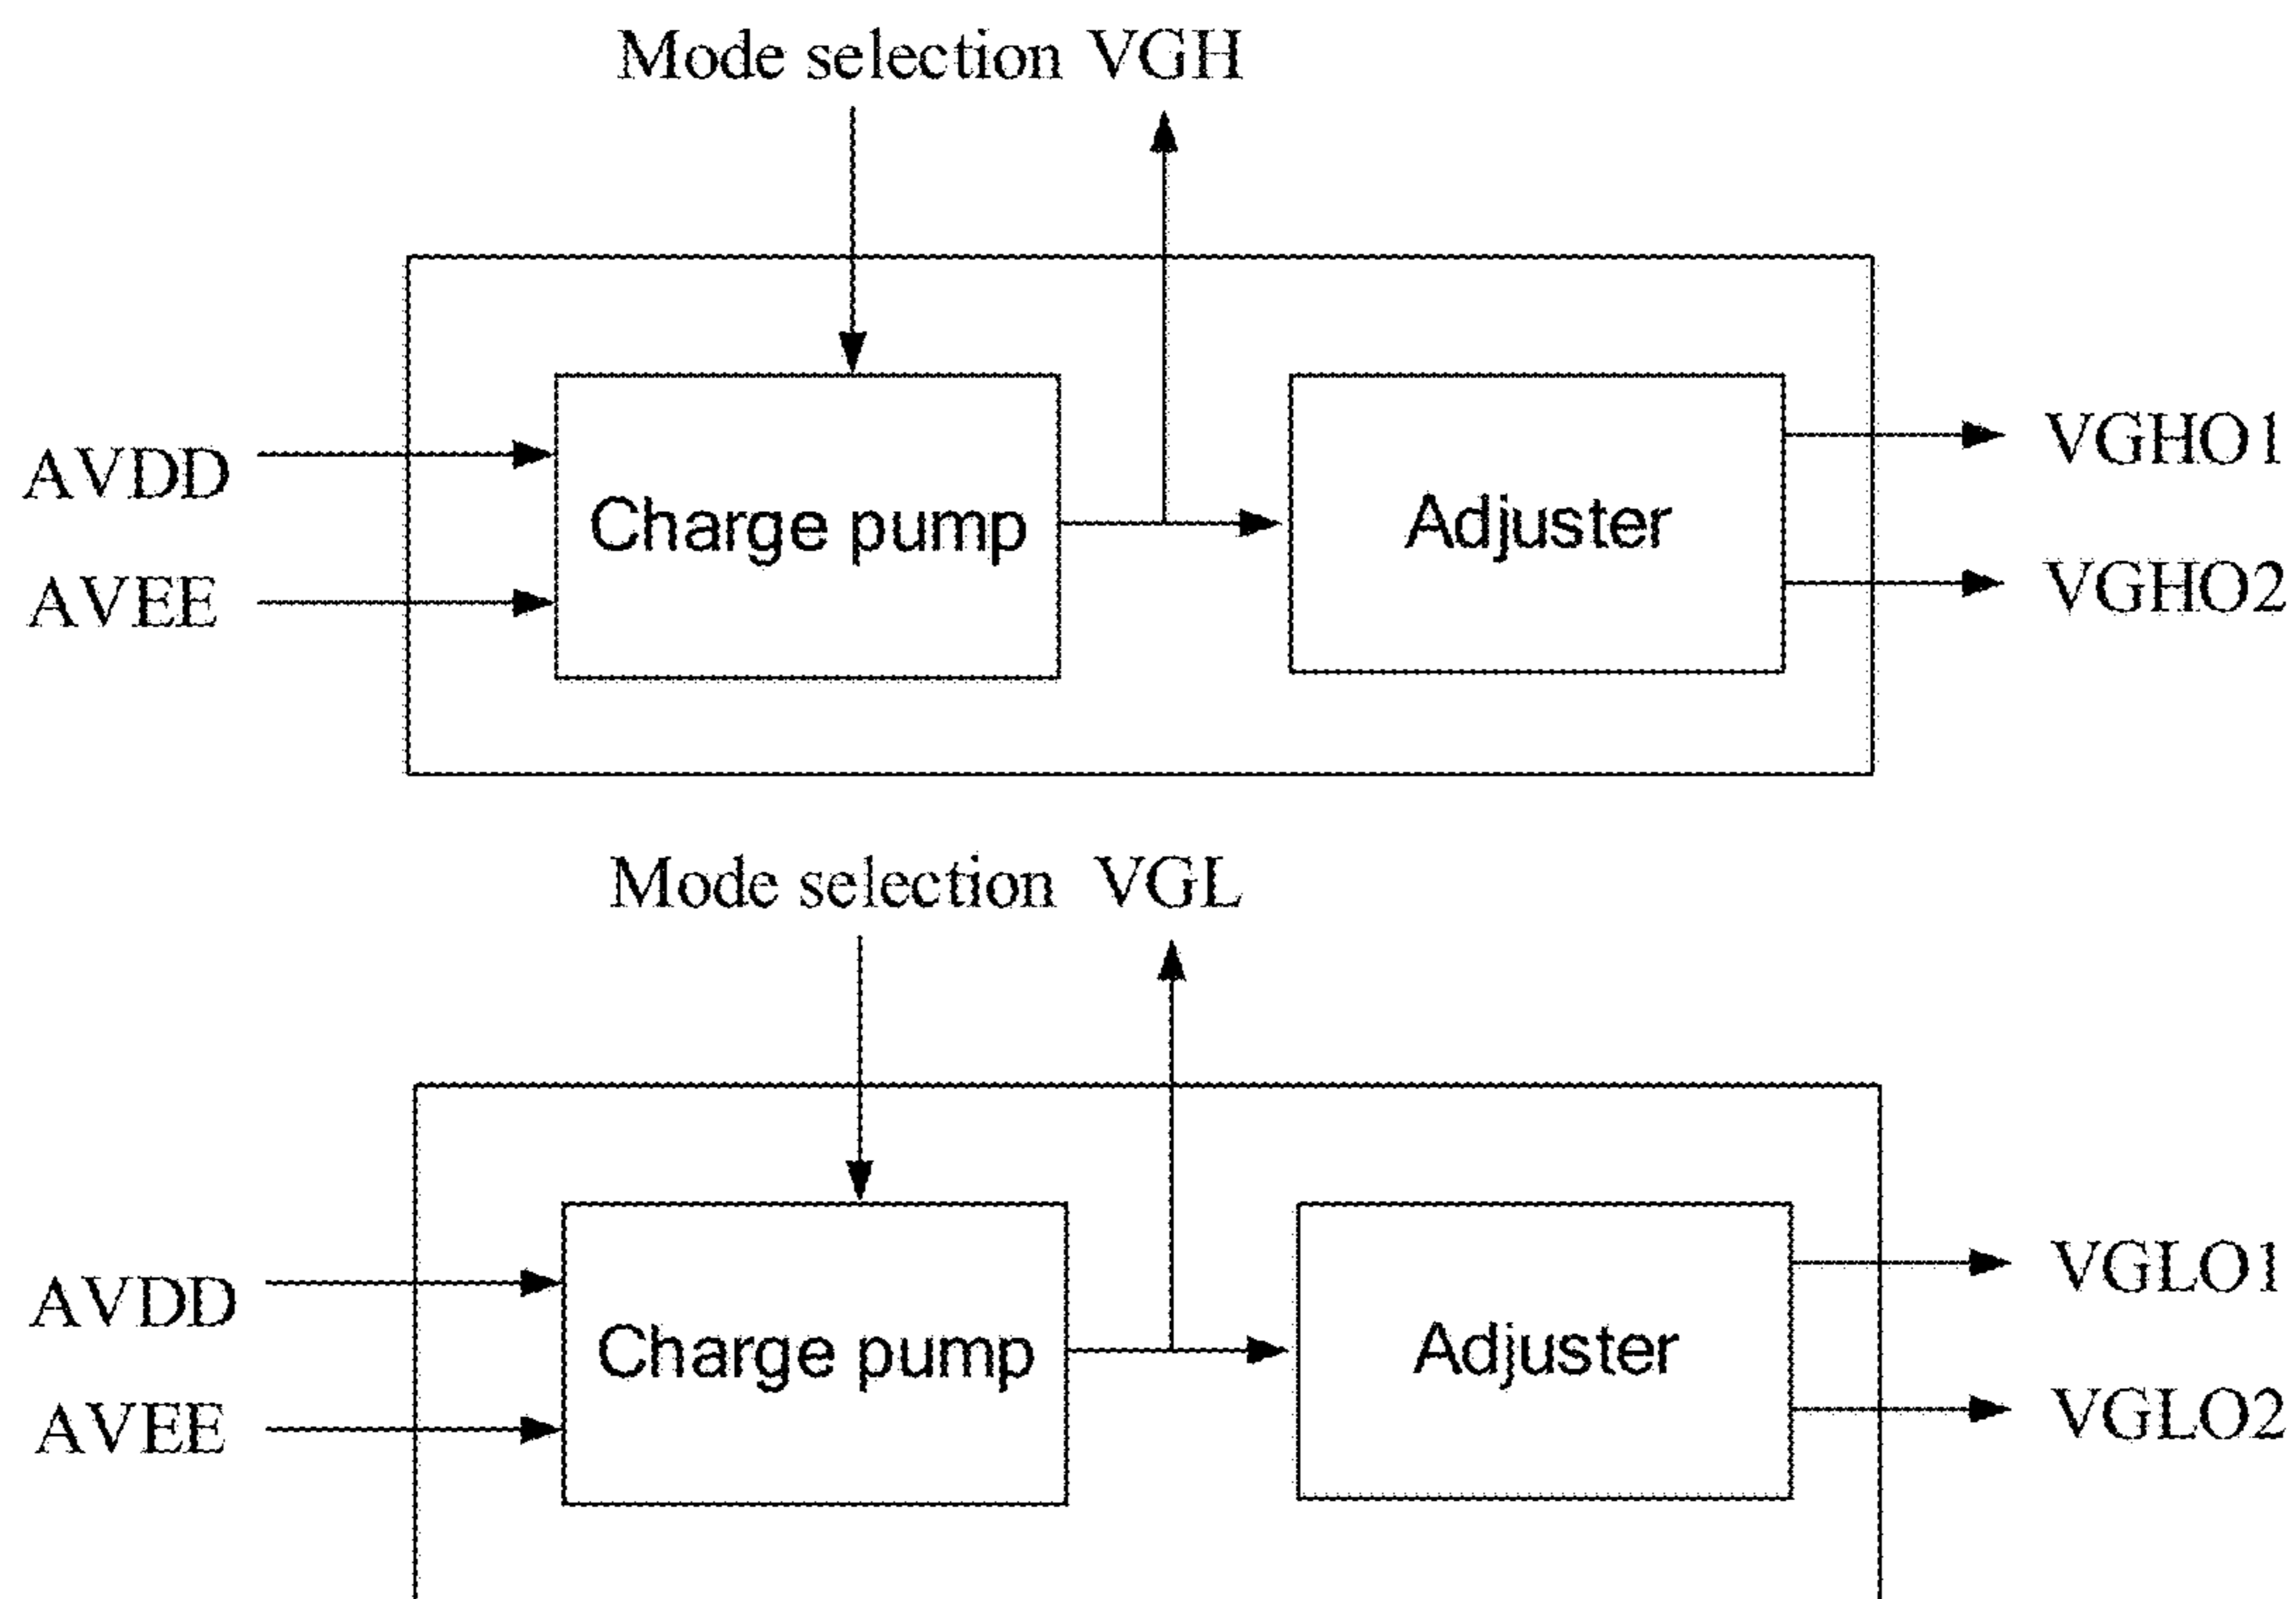 Mode selection VGH
AVDD
AVEE
Charge pump
Adjuster
VGHO1
VGHO2
Mode selection VGL
AVDD
AVEE
Charge pump
Adjuster
VGLO1
VGLO2